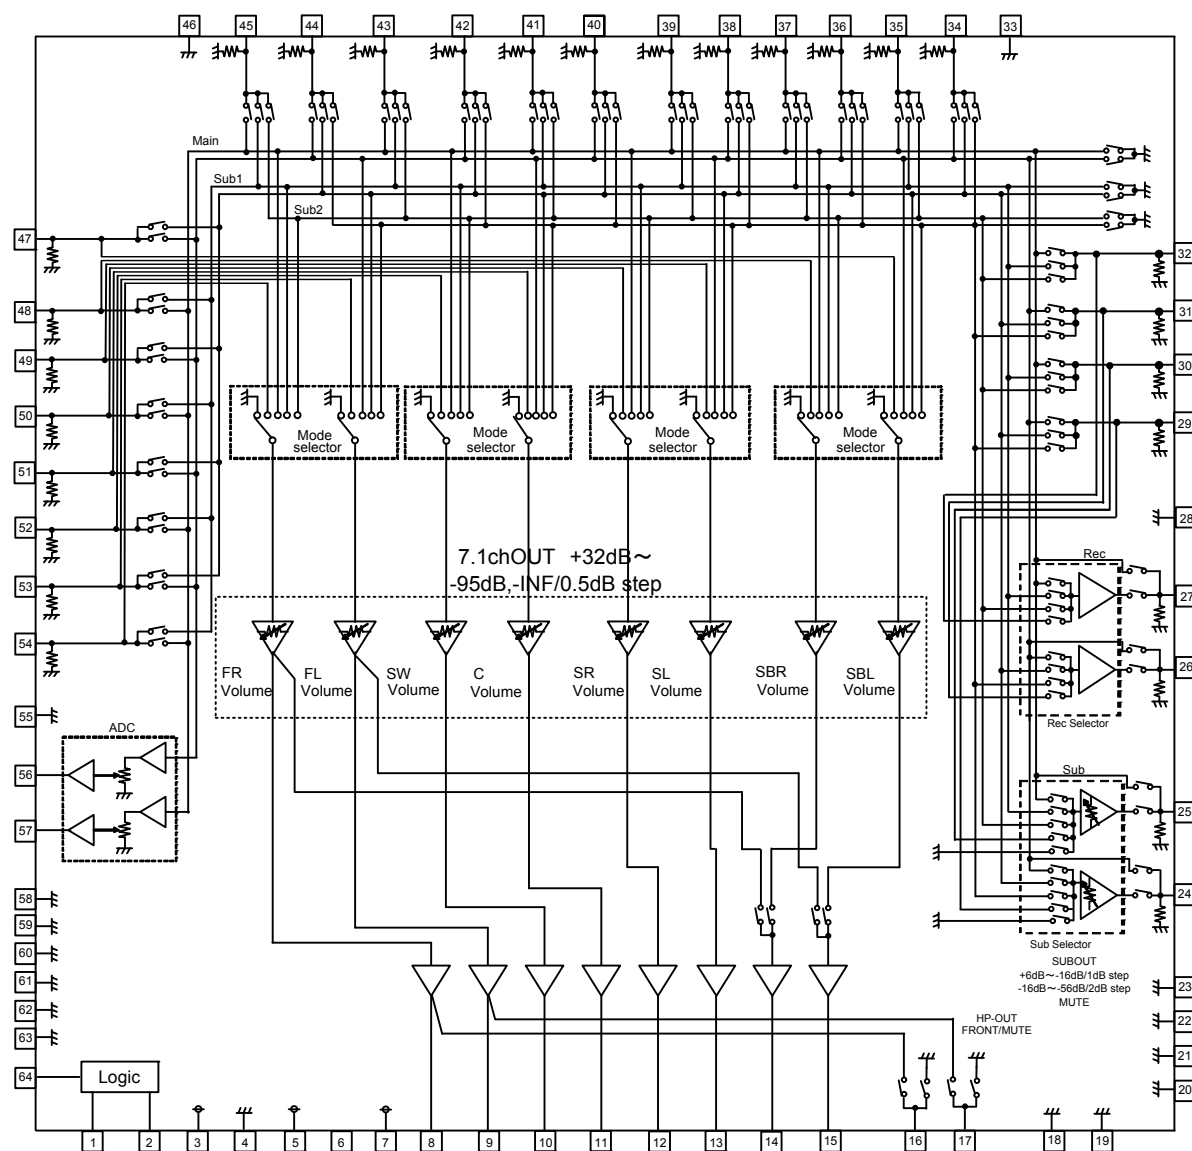 46 45 44 43 42 41 40 39 38 37 36 35 34 33
Main
Sub1
Sub2
47
32
48
31
49
30
50
29
Mode
selector
Mode
selector
Mode
selector
Mode
selector
51
52
28
7.1chOUT +32dB～
-95dB,-INF/0.5dB step
Rec
53
27
54
26
FR
Volume
FL
Volume
SW
Volume
C
Volume
SR
Volume
SL
Volume
SBR
Volume
SBL
Volume
Rec Selector
55
ADC
56
57
Sub
25
24
58
59
60
61
62
63
Sub Selector
SUBOUT
+6dB～-16dB/1dB step
-16dB～-56dB/2dB step
MUTE
23
22
21
20
HP-OUT
FRONT/MUTE
64
Logic
1 2 3 4 5 6 7 8 9 10 11 12 13 14 15 16 17 18 19